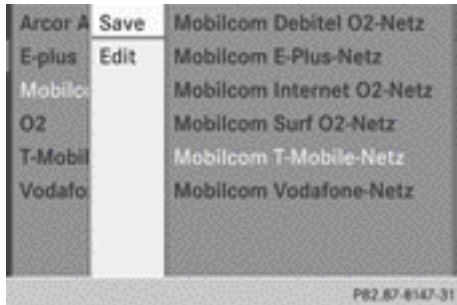 Arcor A Save Mobilcom Debitel O2-Netz
E-plus Edit Mobilcom E-Plus-Netz
Mobilc Mobilcom Internet O2-Netz
O2 Mobilcom Surf O2-Netz
T-Mobil Mobilcom T-Mobile-Netz
Vodafo Mobilcom Vodafone-Netz
P82.87-8147-31